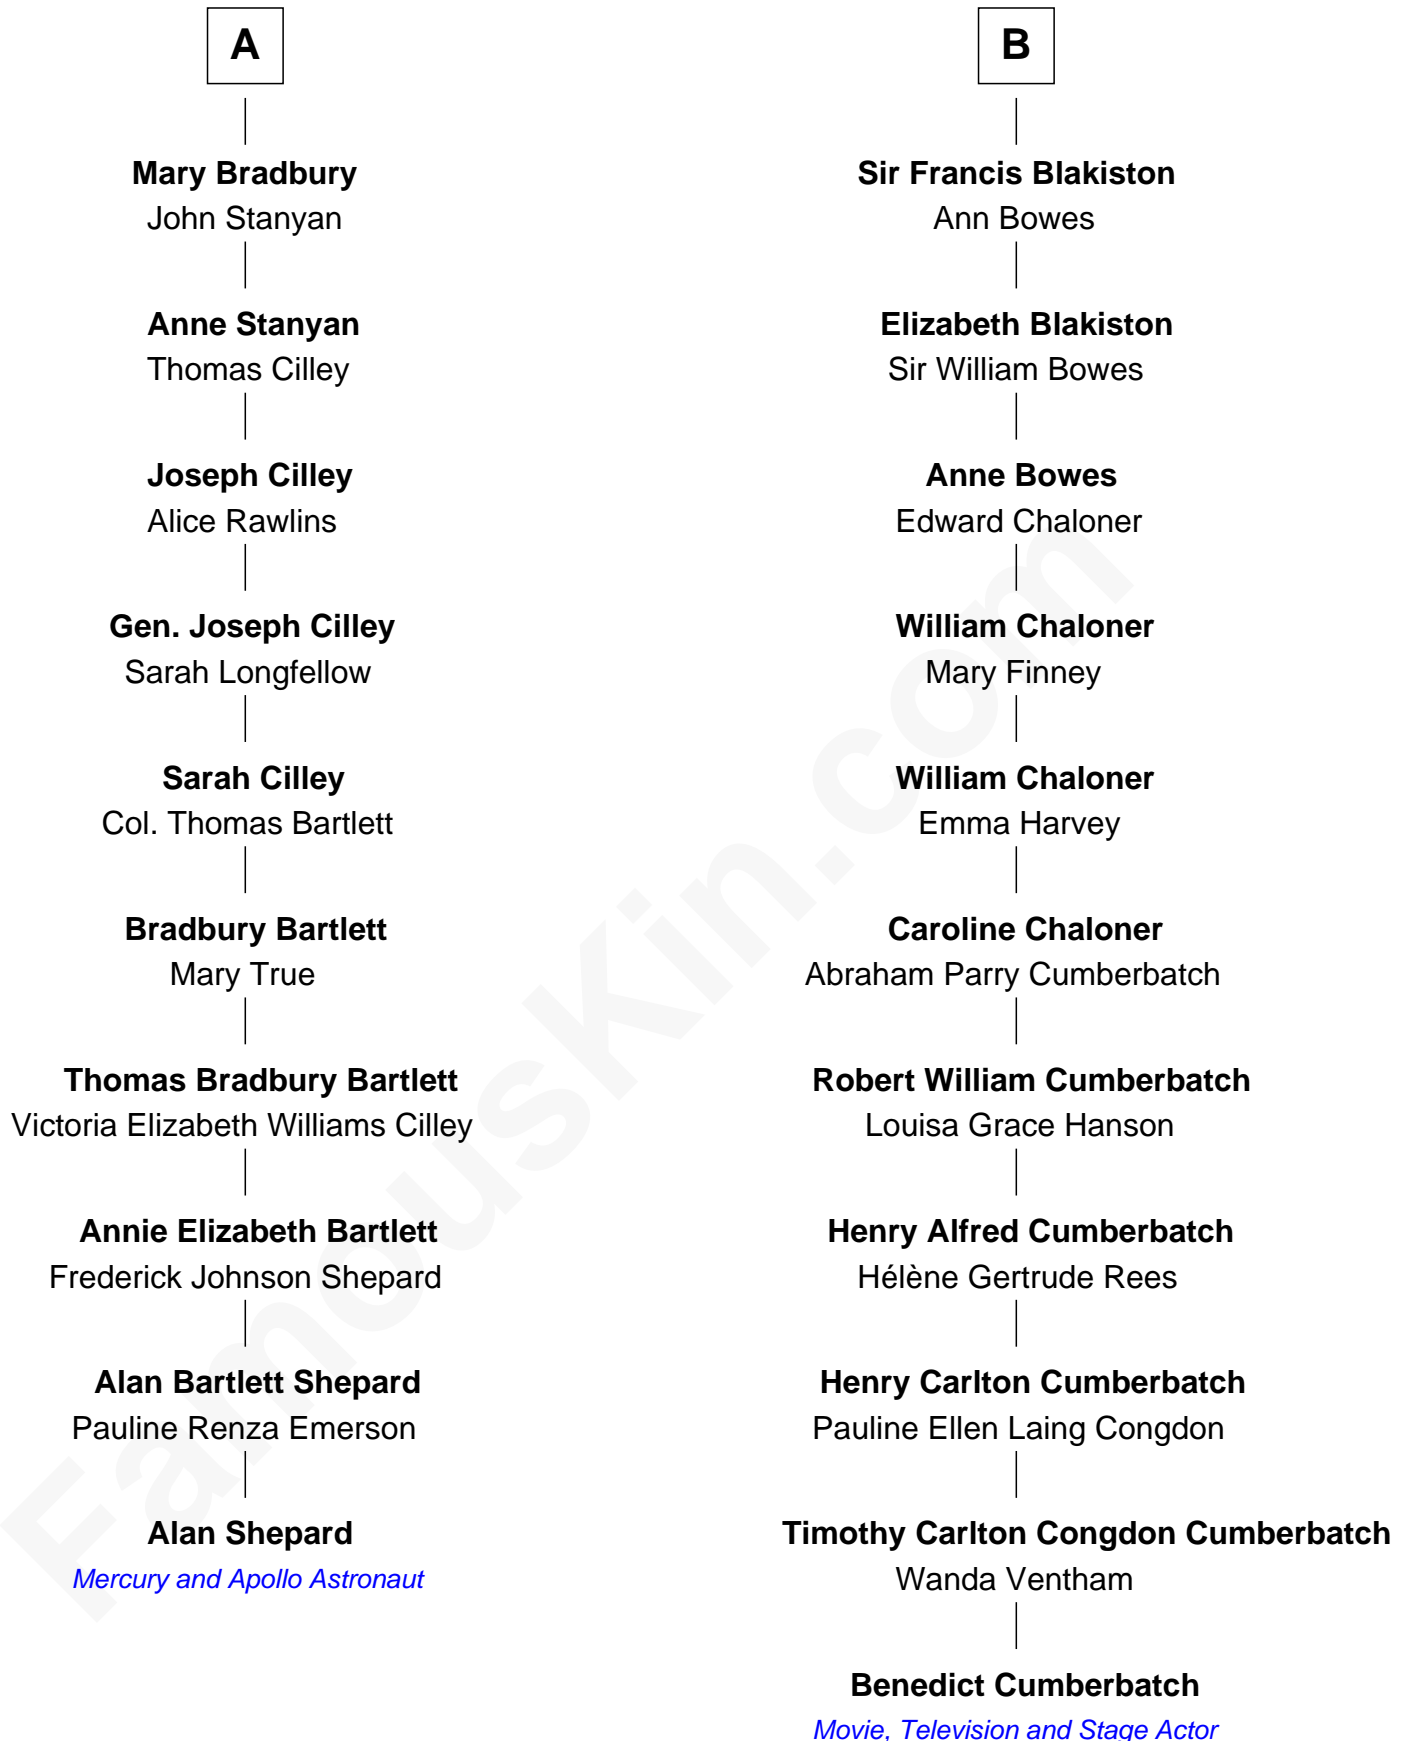 A
Mary Bradbury
John Stanyan
Anne Stanyan
Thomas Cilley
Joseph Cilley
Alice Rawlins
Gen. Joseph Cilley
Sarah Longfellow
Sarah Cilley
Col. Thomas Bartlett
Bradbury Bartlett
Mary True
Thomas Bradbury Bartlett
Victoria Elizabeth Williams Cilley
Annie Elizabeth Bartlett
Frederick Johnson Shepard
Alan Bartlett Shepard
Pauline Renza Emerson
Alan Shepard
Mercury and Apollo Astronaut
B
Sir Francis Blakiston
Ann Bowes
Elizabeth Blakiston
Sir William Bowes
Anne Bowes
Edward Chaloner
William Chaloner
Mary Finney
William Chaloner
Emma Harvey
Caroline Chaloner
Abraham Parry Cumberbatch
Robert William Cumberbatch
Louisa Grace Hanson
Henry Alfred Cumberbatch
Hélène Gertrude Rees
Henry Carlton Cumberbatch
Pauline Ellen Laing Congdon
Timothy Carlton Congdon Cumberbatch
Wanda Ventham
Benedict Cumberbatch
Movie, Television and Stage Actor
FamousKin.com